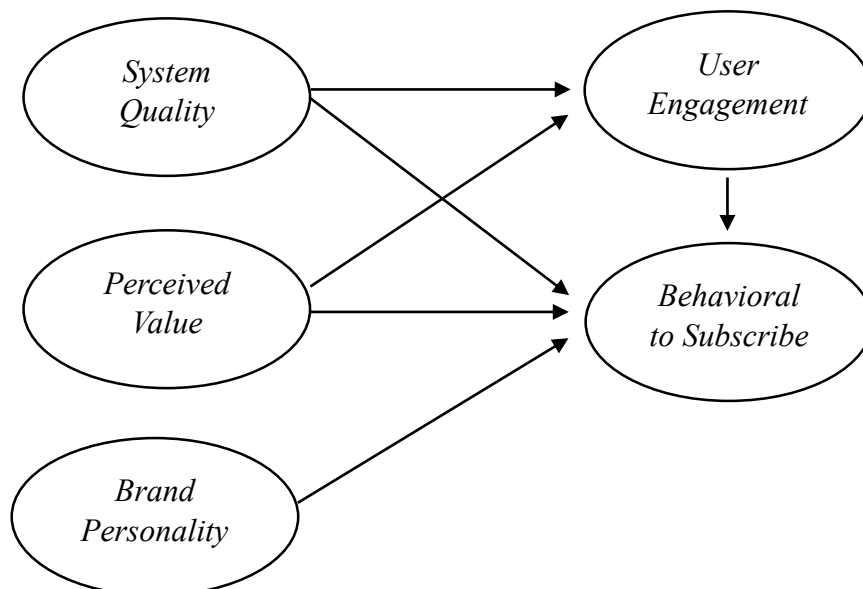 System
Quality
User
Engagement
Perceived
Value
Behavioral
to Subscribe
Brand
Personality